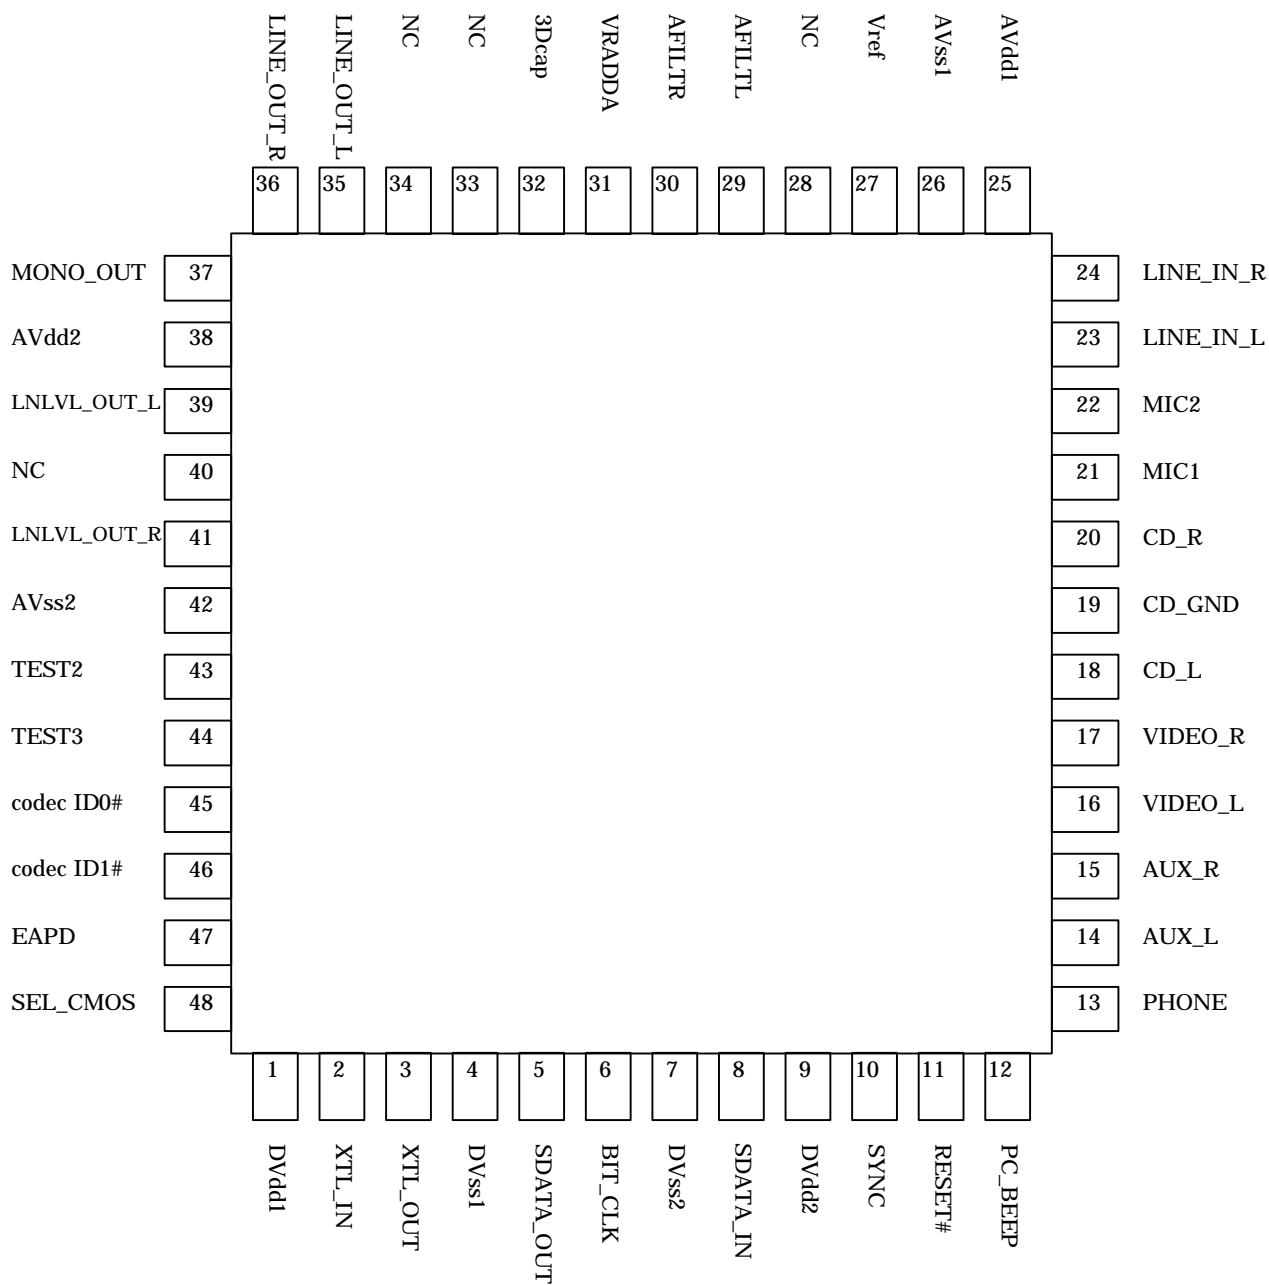 LINE_OUT_R
LINE_OUT_L
NC
NC
3Dcap
VRADDA
AFILTR
AFILTL
NC
Vref
AVss1
AVdd1
36
35
34
33
32
31
30
29
28
27
26
25
MONO_OUT 37
24 LINE_IN_R
AVdd2 38
23 LINE_IN_L
LNLVL_OUT_L 39
22 MIC2
NC 40
21 MIC1
LNLVL_OUT_R 41
20 CD_R
AVss2 42
19 CD_GND
TEST2 43
18 CD_L
TEST3 44
17 VIDEO_R
codec ID0# 45
16 VIDEO_L
codec ID1# 46
15 AUX_R
EAPD 47
14 AUX_L
SEL_CMOS 48
13 PHONE
1
2
3
4
5
6
7
8
9
10
11
12
DVdd1
XTL_IN
XTL_OUT
DVss1
SDATA_OUT
BIT_CLK
DVss2
SDATA_IN
DVdd2
SYNC
RESET#
PC_BEEP